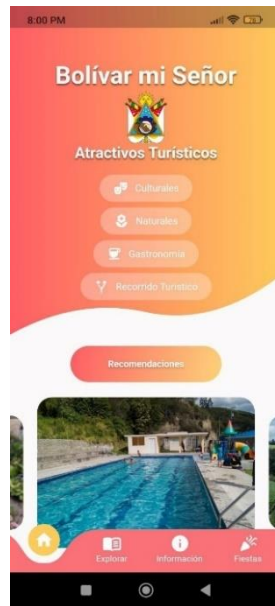 8:00 PM
Bolívar mi Señor
Atractivos Turísticos
Culturales
Naturales
Gastronomía
Recorrido Turístico
Recomendaciones
Explorar
Información
Fiestas